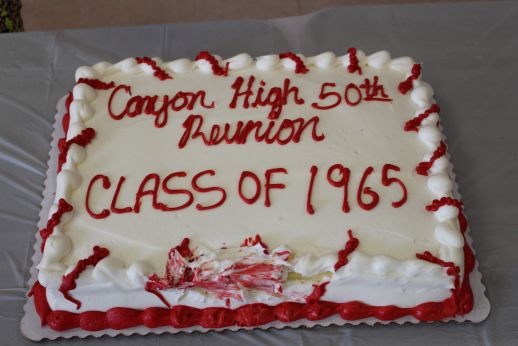 Canyon High 50th
Reunion
CLASS OF 1965